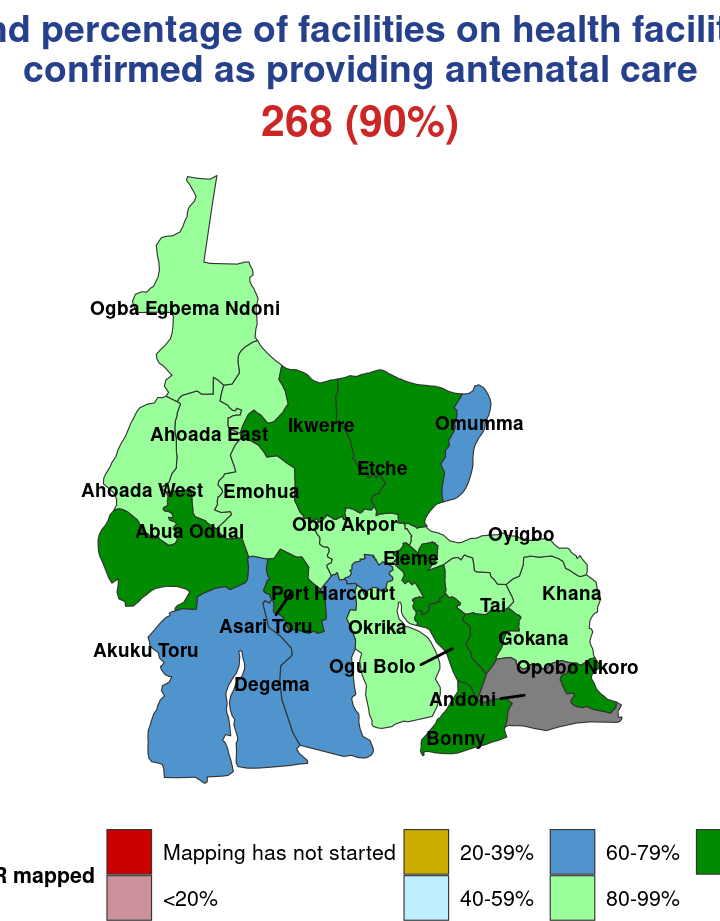 nd percentage of facilities on health facilit
confirmed as providing antenatal care
268 (90%)
Ogba Egbema Ndoni
Omumma
Ikwerre
Ahoada East
Etche
Ahoada West
Emohua
Obio Akpor
Abua Odual
Oyigbo
Eleme
Port Harcourt
Khana
Tai
Asari Toru
Okrika
Gokana
Akuku Toru
Ogu Bolo
Opobo Nkoro
Degema
Andoni
Bonny
Mapping has not started
20-39%
60-79%
R mapped
<20%
40-59%
80-99%